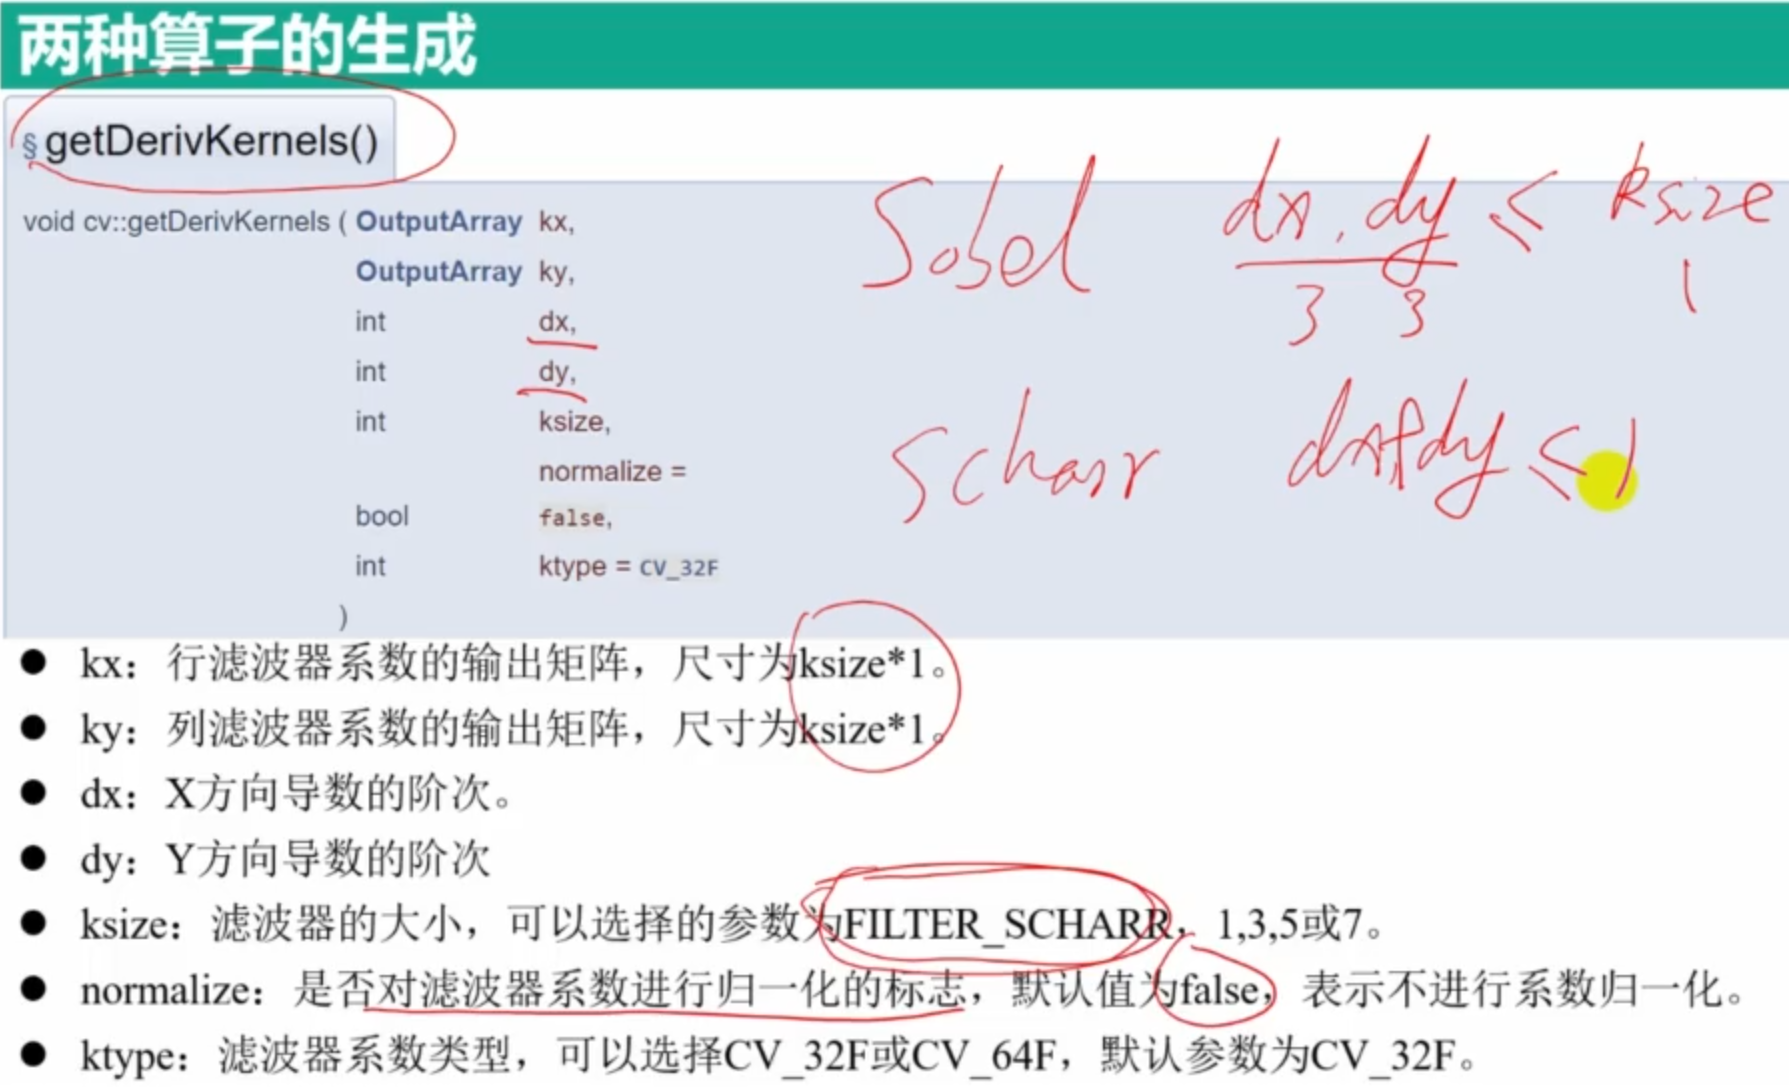 两种算子的生成
§ getDerivKernels()
void cv::getDerivKernels ( OutputArray kx,
OutputArray ky,
int dx,
int dy,
int ksize,
normalize =
bool false,
int ktype = CV_32F
)
Sobel dx, dy ≤ ksize
3 3 1
Scharr dx+dy ≤ 1
● kx：行滤波器系数的输出矩阵，尺寸为ksize*1。
● ky：列滤波器系数的输出矩阵，尺寸为ksize*1。
● dx：X方向导数的阶次。
● dy：Y方向导数的阶次
● ksize：滤波器的大小，可以选择的参数为FILTER_SCHARR，1,3,5或7。
● normalize：是否对滤波器系数进行归一化的标志，默认值为false，表示不进行系数归一化。
● ktype：滤波器系数类型，可以选择CV_32F或CV_64F，默认参数为CV_32F。